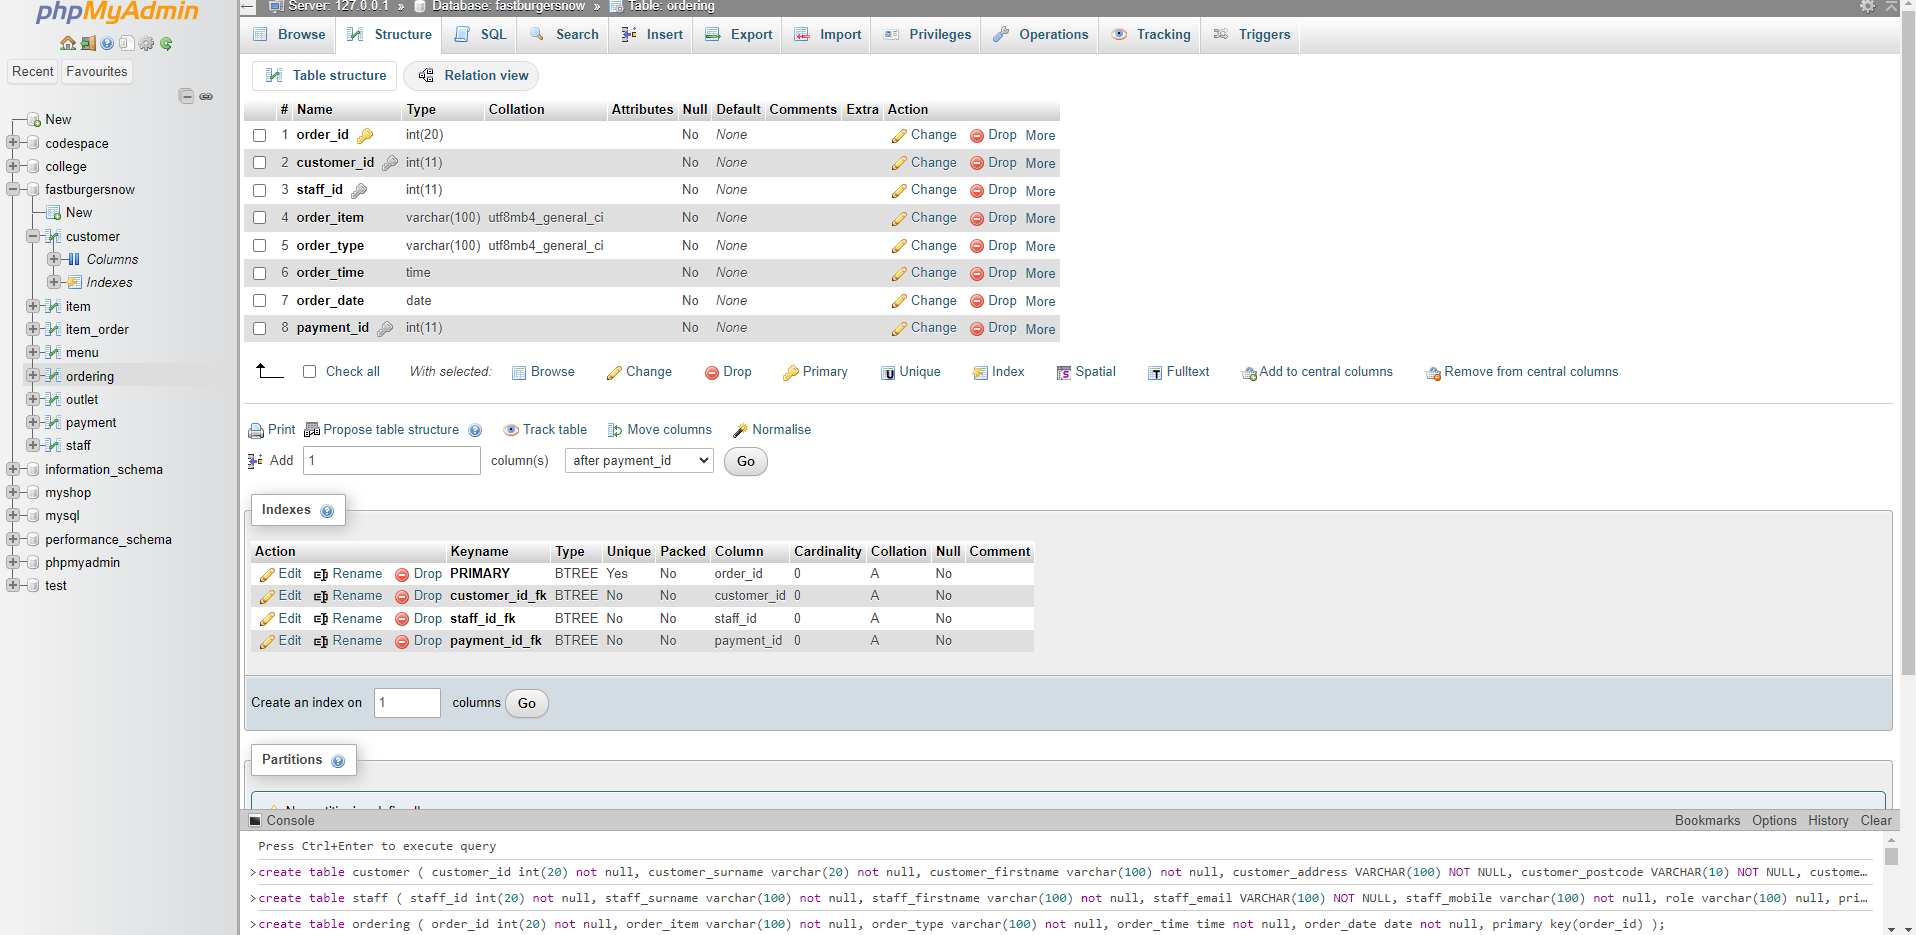 phpMyAdmin
Recent Favourites
New
codespace
college
fastburgersnow
New
customer
Columns
Indexes
item
item_order
menu
ordering
outlet
payment
staff
information_schema
myshop
mysql
performance_schema
phpmyadmin
test
Server: 127.0.0.1 » Database: fastburgersnow » Table: ordering
Browse Structure SQL Search Insert Export Import Privileges Operations Tracking Triggers
Table structure Relation view
# Name Type Collation Attributes Null Default Comments Extra Action
1 order_id int(20) No None Change Drop More
2 customer_id int(11) No None Change Drop More
3 staff_id int(11) No None Change Drop More
4 order_item varchar(100) utf8mb4_general_ci No None Change Drop More
5 order_type varchar(100) utf8mb4_general_ci No None Change Drop More
6 order_time time No None Change Drop More
7 order_date date No None Change Drop More
8 payment_id int(11) No None Change Drop More
Check all With selected: Browse Change Drop Primary Unique Index Spatial Fulltext Add to central columns Remove from central columns
Print Propose table structure Track table Move columns Normalise
Add 1 column(s) after payment_id Go
Indexes
Action Keyname Type Unique Packed Column Cardinality Collation Null Comment
Edit Rename Drop PRIMARY BTREE Yes No order_id 0 A No
Edit Rename Drop customer_id_fk BTREE No No customer_id 0 A No
Edit Rename Drop staff_id_fk BTREE No No staff_id 0 A No
Edit Rename Drop payment_id_fk BTREE No No payment_id 0 A No
Create an index on 1 columns Go
Partitions
Console Bookmarks Options History Clear
Press Ctrl+Enter to execute query
>create table customer ( customer_id int(20) not null, customer_surname varchar(20) not null, customer_firstname varchar(100) not null, customer_address VARCHAR(100) NOT NULL, customer_postcode VARCHAR(10) NOT NULL, custome…
>create table staff ( staff_id int(20) not null, staff_surname varchar(100) not null, staff_firstname varchar(100) not null, staff_email VARCHAR(100) NOT NULL, staff_mobile varchar(100) not null, role varchar(100) null, pri…
>create table ordering ( order_id int(20) not null, order_item varchar(100) not null, order_type varchar(100) not null, order_time time not null, order_date date not null, primary key(order_id) );